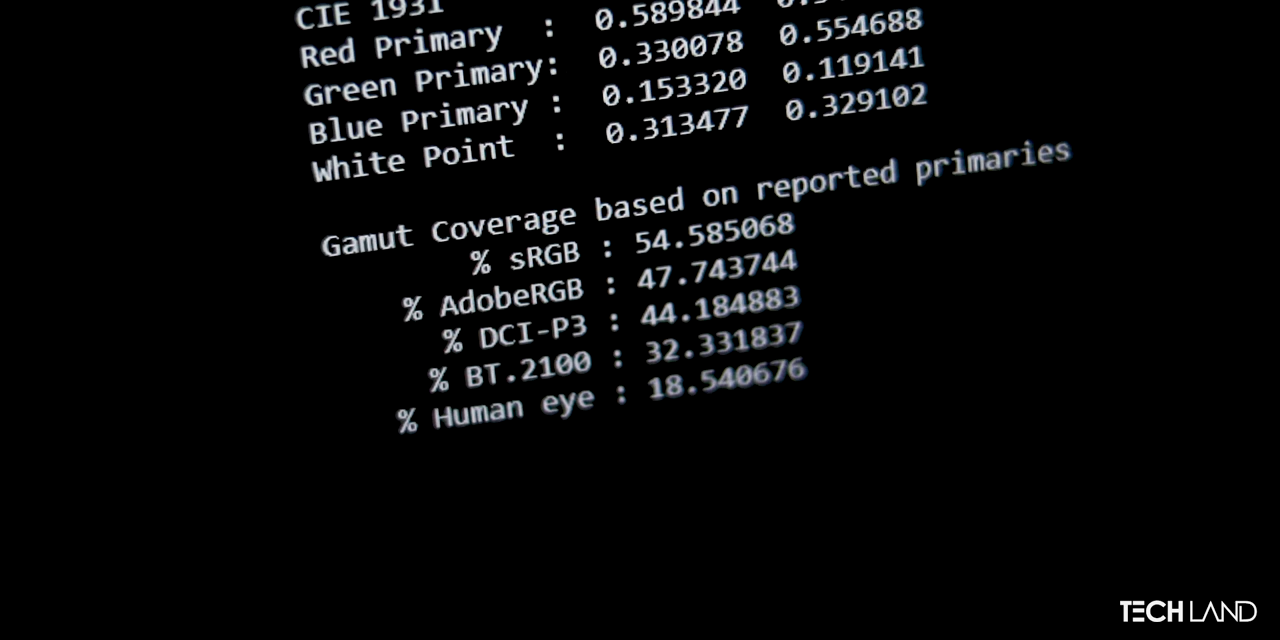 CIE 1931
Red Primary : 0.589844
Green Primary: 0.330078 0.554688
Blue Primary : 0.153320 0.119141
White Point : 0.313477 0.329102
Gamut Coverage based on reported primaries
% sRGB : 54.585068
% AdobeRGB : 47.743744
% DCI-P3 : 44.184883
% BT.2100 : 32.331837
% Human eye : 18.540676
TECHLAND